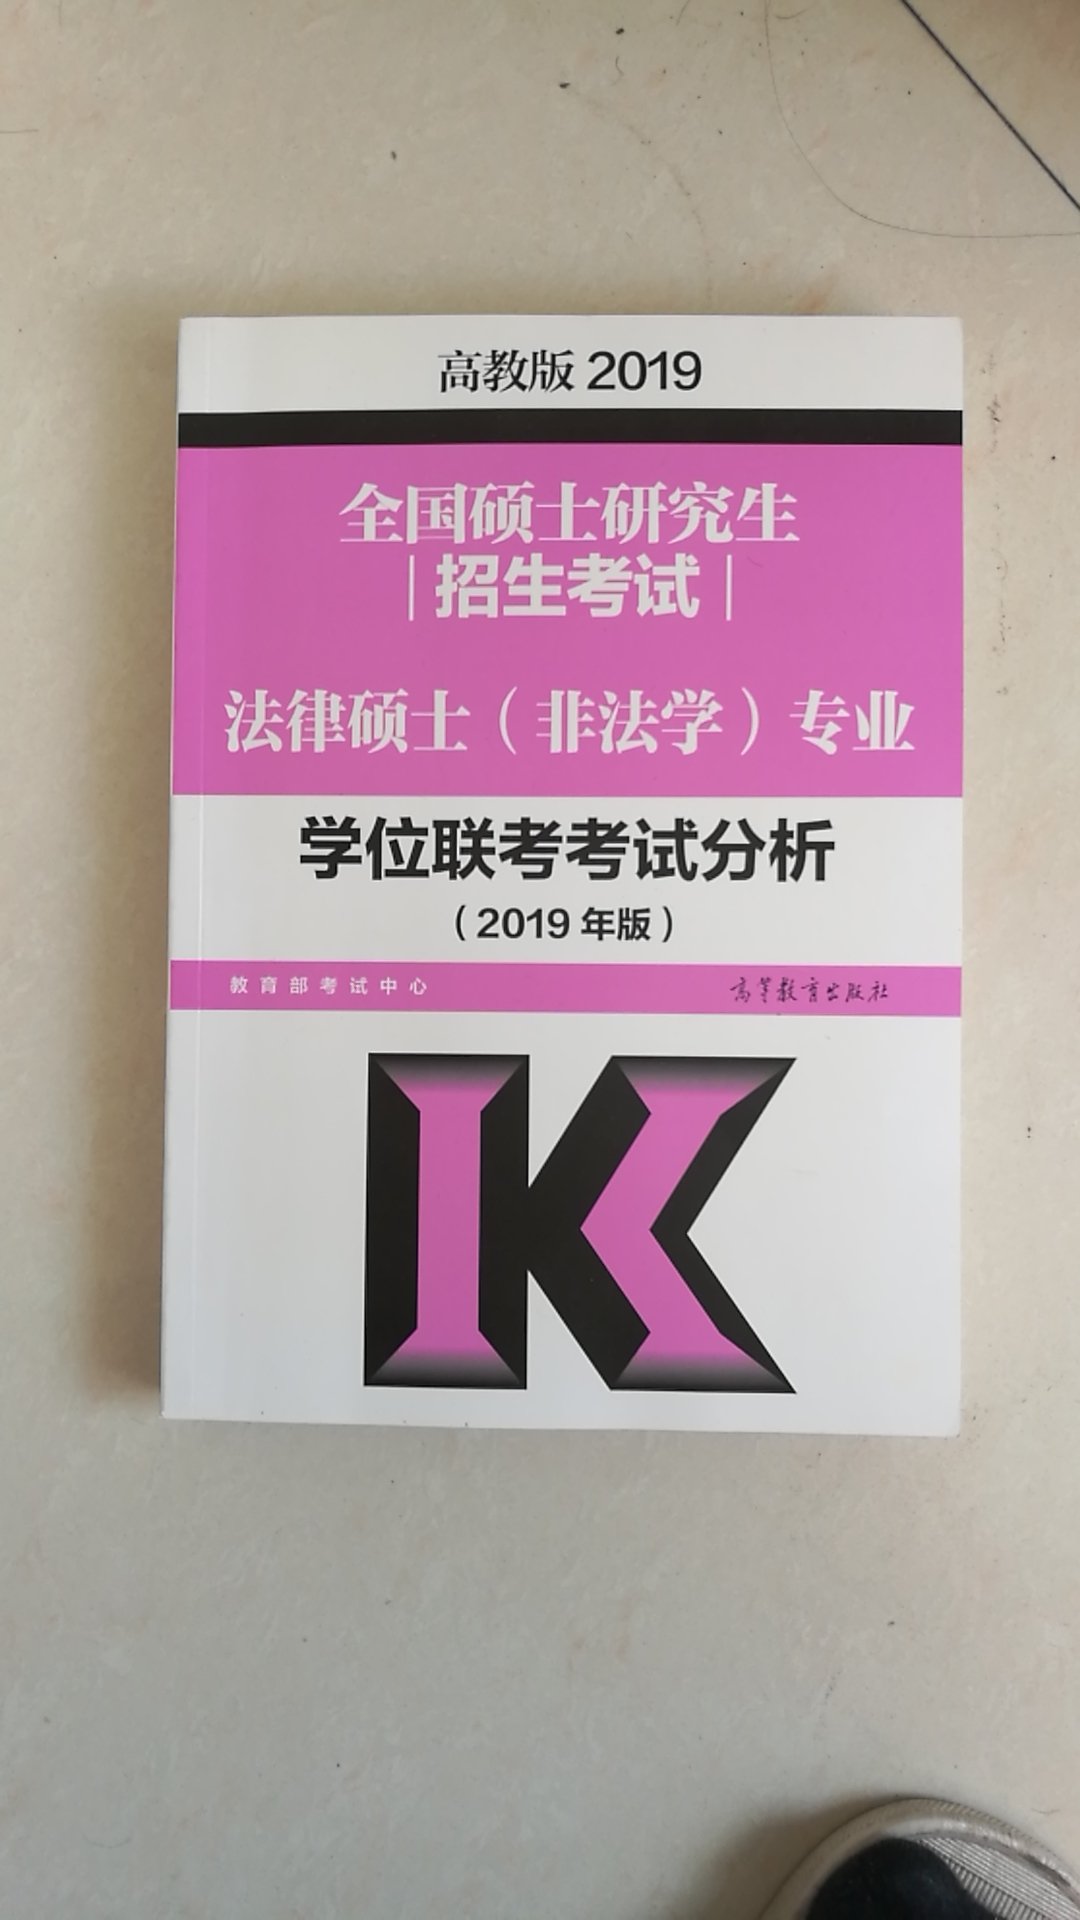 高教版 2019
全国硕士研究生
招生考试
法律硕士（非法学）专业
学位联考考试分析
（2019 年版）
教育部考试中心 高等教育出版社
K